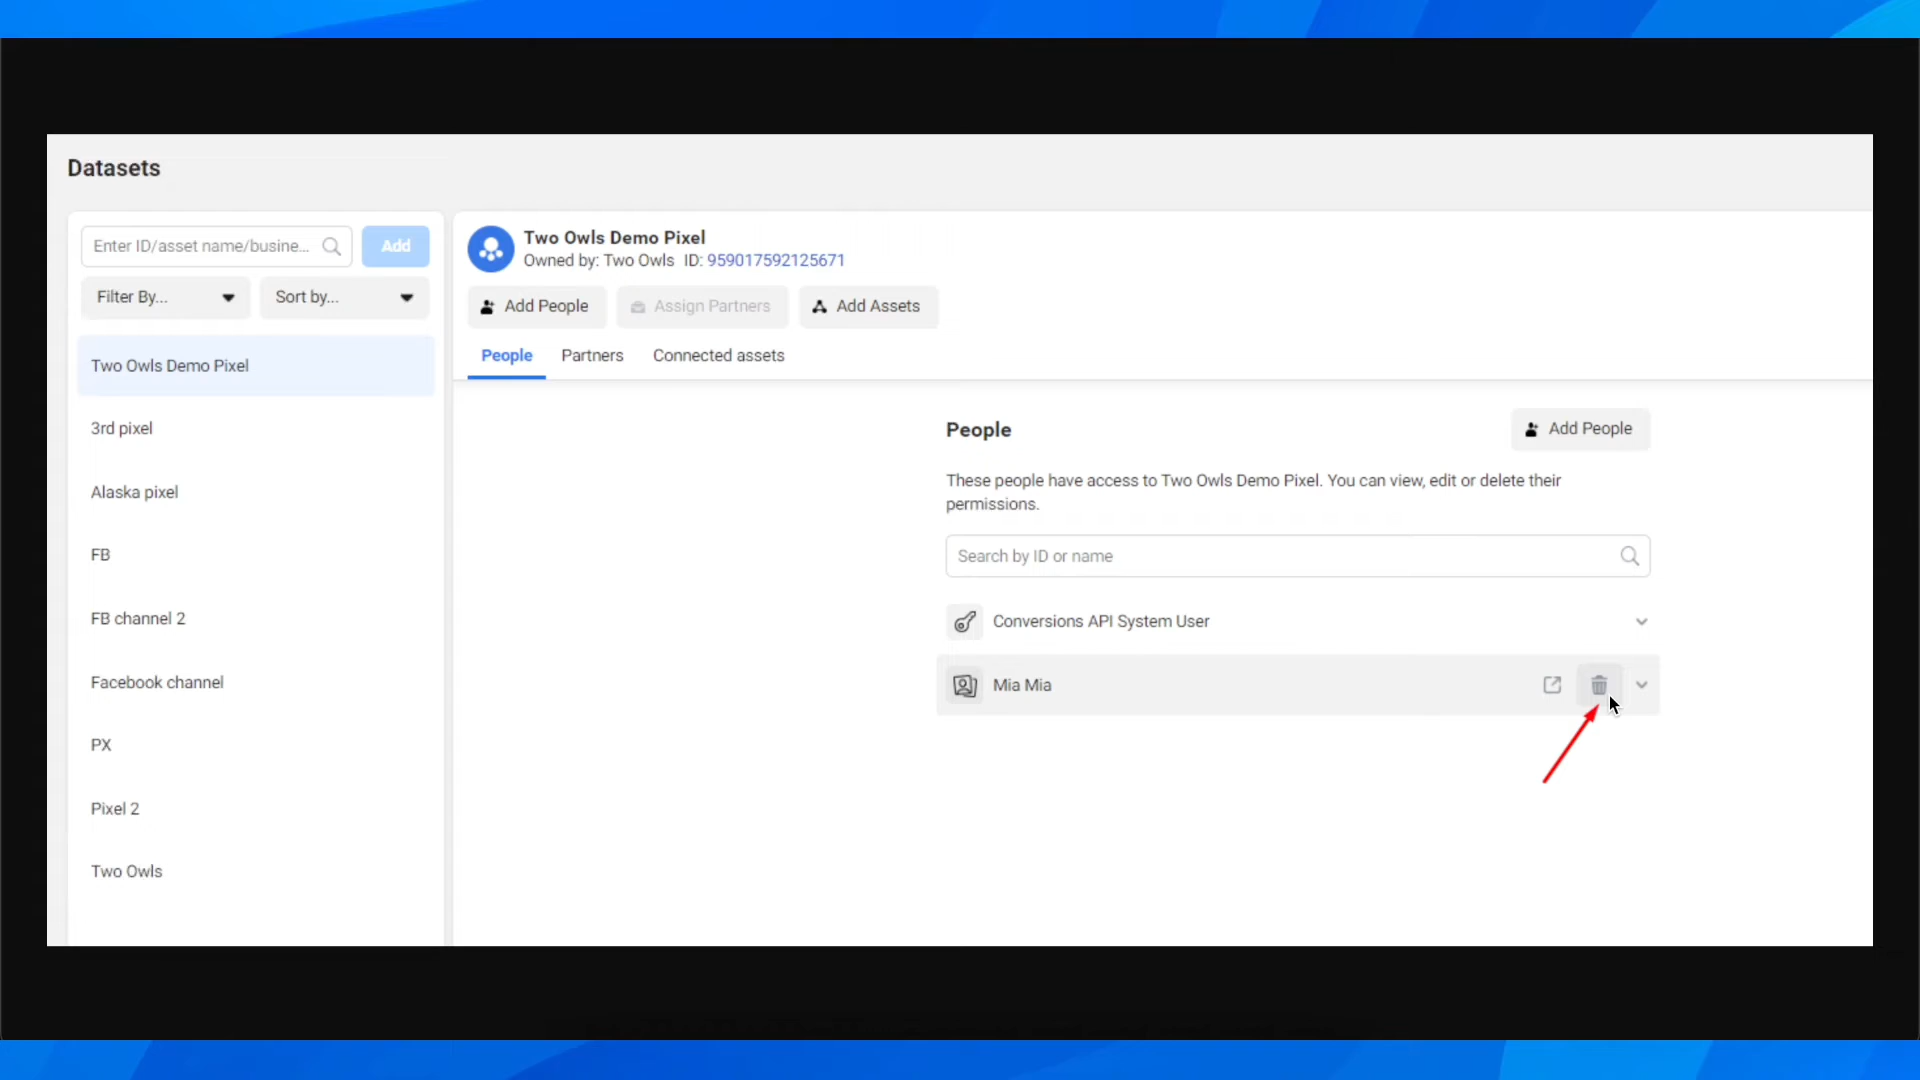 Datasets
Enter ID/asset name/busine...
Add
Filter By...
Sort by...
Two Owls Demo Pixel
3rd pixel
Alaska pixel
FB
FB channel 2
Facebook channel
PX
Pixel 2
Two Owls
Two Owls Demo Pixel
Owned by: Two Owls ID: 959017592125671
Add People
Assign Partners
Add Assets
People
Partners
Connected assets
People
Add People
These people have access to Two Owls Demo Pixel. You can view, edit or delete their
permissions.
Search by ID or name
Conversions API System User
Mia Mia